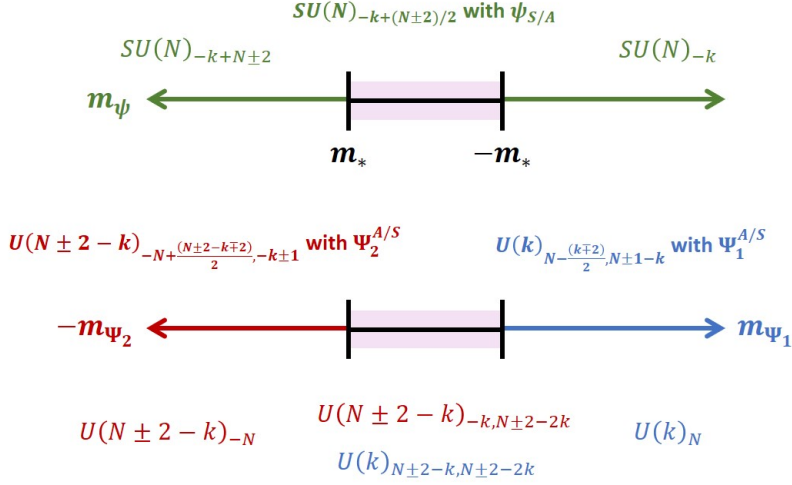 SU(N)₋ₖ₊₍N±2₎/₂ with ψ_{S/A}
SU(N)_{-k+N±2}
SU(N)_{-k}
m_ψ
m_*
-m_*
U(N ± 2 - k)_{-N+\frac{(N±2-k∓2)}{2},-k±1} with Ψ_2^{A/S}
U(k)_{N-\frac{(k∓2)}{2},N±1-k} with Ψ_1^{A/S}
-m_{Ψ_2}
m_{Ψ_1}
U(N ± 2 - k)_{-N}
U(N ± 2 - k)_{-k,N±2-2k}
U(k)_N
U(k)_{N±2-k,N±2-2k}